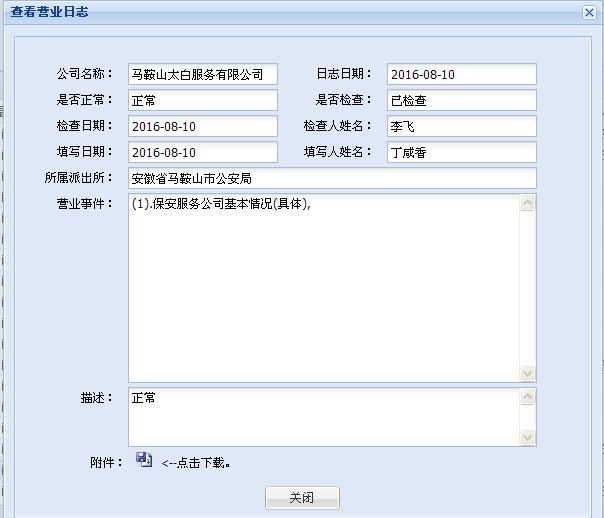 查看营业日志
公司名称： 马鞍山太白服务有限公司 日志日期： 2016-08-10
是否正常： 正常 是否检查： 已检查
检查日期： 2016-08-10 检查人姓名： 李飞
填写日期： 2016-08-10 填写人姓名： 丁咸香
所属派出所： 安徽省马鞍山市公安局
营业事件： (1).保安服务公司基本情况(具体),
描述： 正常
附件： <--点击下载。
关闭